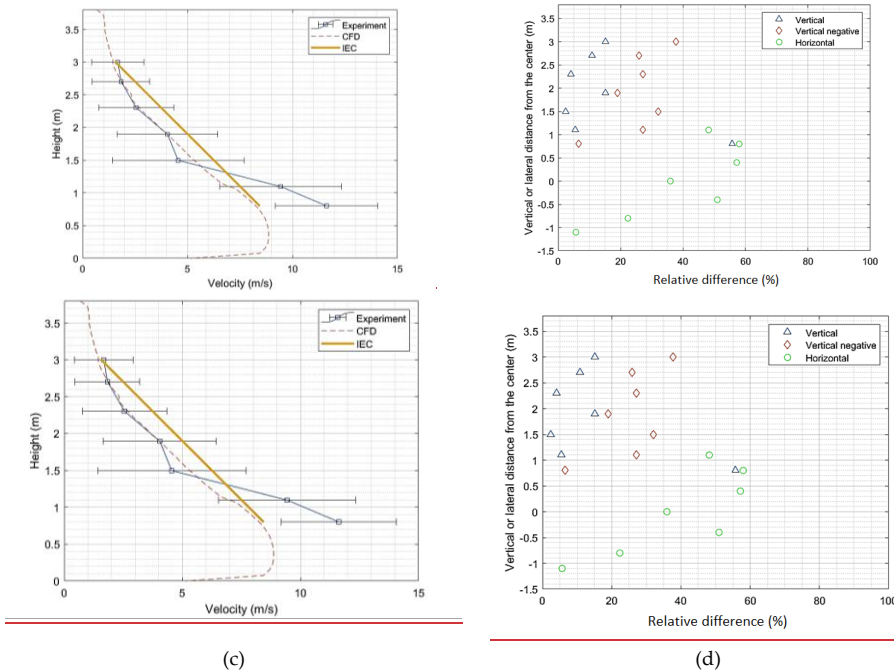 3.5
3
2.5
2
1.5
1
0.5
0
Height (m)
0 5 10 15
Velocity (m/s)
Experiment
CFD
IEC
3.5
3
2.5
2
1.5
1
0.5
0
-0.5
-1
-1.5
Vertical or lateral distance from the center (m)
0 20 40 60 80 100
Relative difference (%)
Vertical
Vertical negative
Horizontal
3.5
3
2.5
2
1.5
1
0.5
0
Height (m)
0 5 10 15
Velocity (m/s)
Experiment
CFD
IEC
3.5
3
2.5
2
1.5
1
0.5
0
-0.5
-1
-1.5
Vertical or lateral distance from the center (m)
0 20 40 60 80 100
Relative difference (%)
Vertical
Vertical negative
Horizontal
(c) (d)